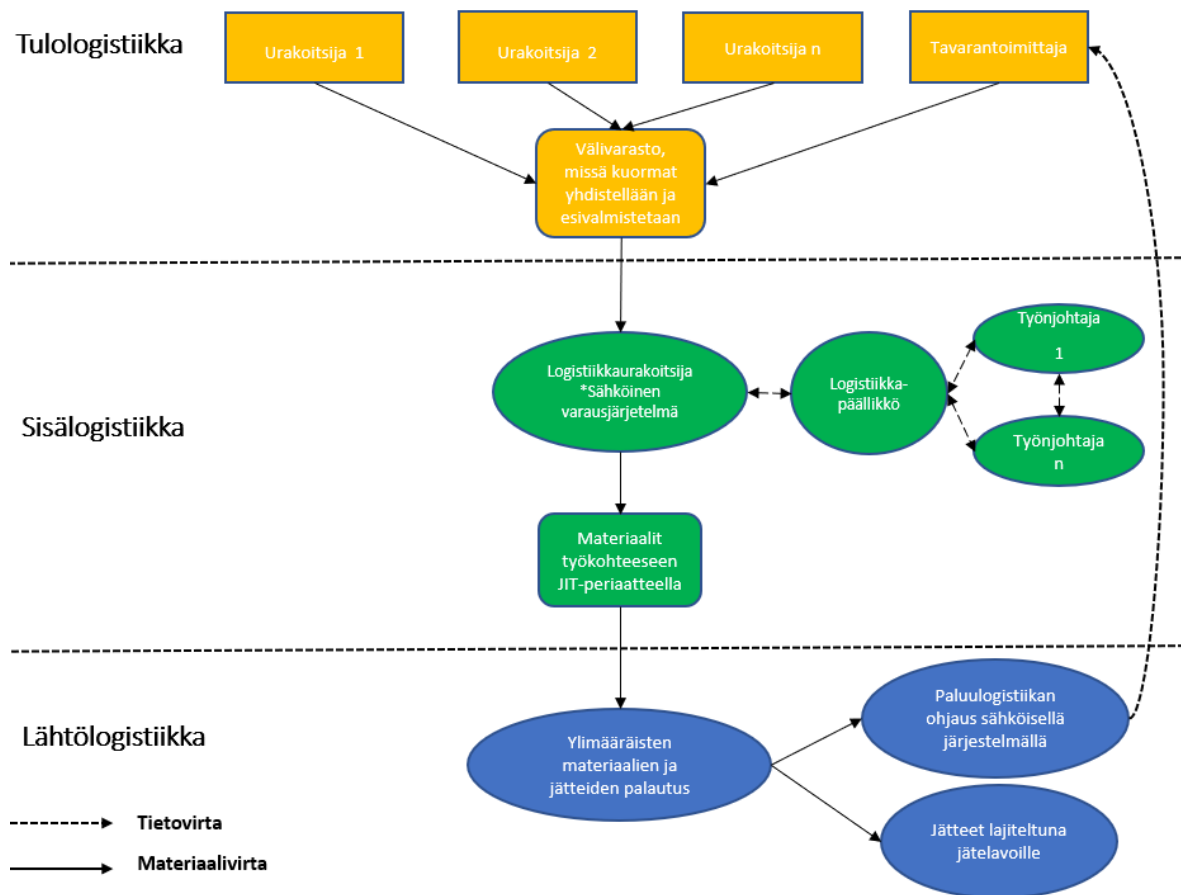 Tulologistiikka
Urakoitsija 1
Urakoitsija 2
Urakoitsija n
Tavarantoimittaja
Välivarasto,
missä kuormat
yhdistellään ja
esivalmistetaan
Sisälogistiikka
Logistiikkaurakoitsija
*Sähköinen
varausjärjetelmä
Logistiikka-
päällikkö
Työnjohtaja
1
Työnjohtaja
n
Materiaalit
työkohteeseen
JIT-periaatteella
Lähtölogistiikka
Ylimääräisten
materiaalien ja
jätteiden palautus
Paluulogistiikan
ohjaus sähköisellä
järjestelmällä
Jätteet lajiteltuna
jätelavoille
Tietovirta
Materiaalivirta